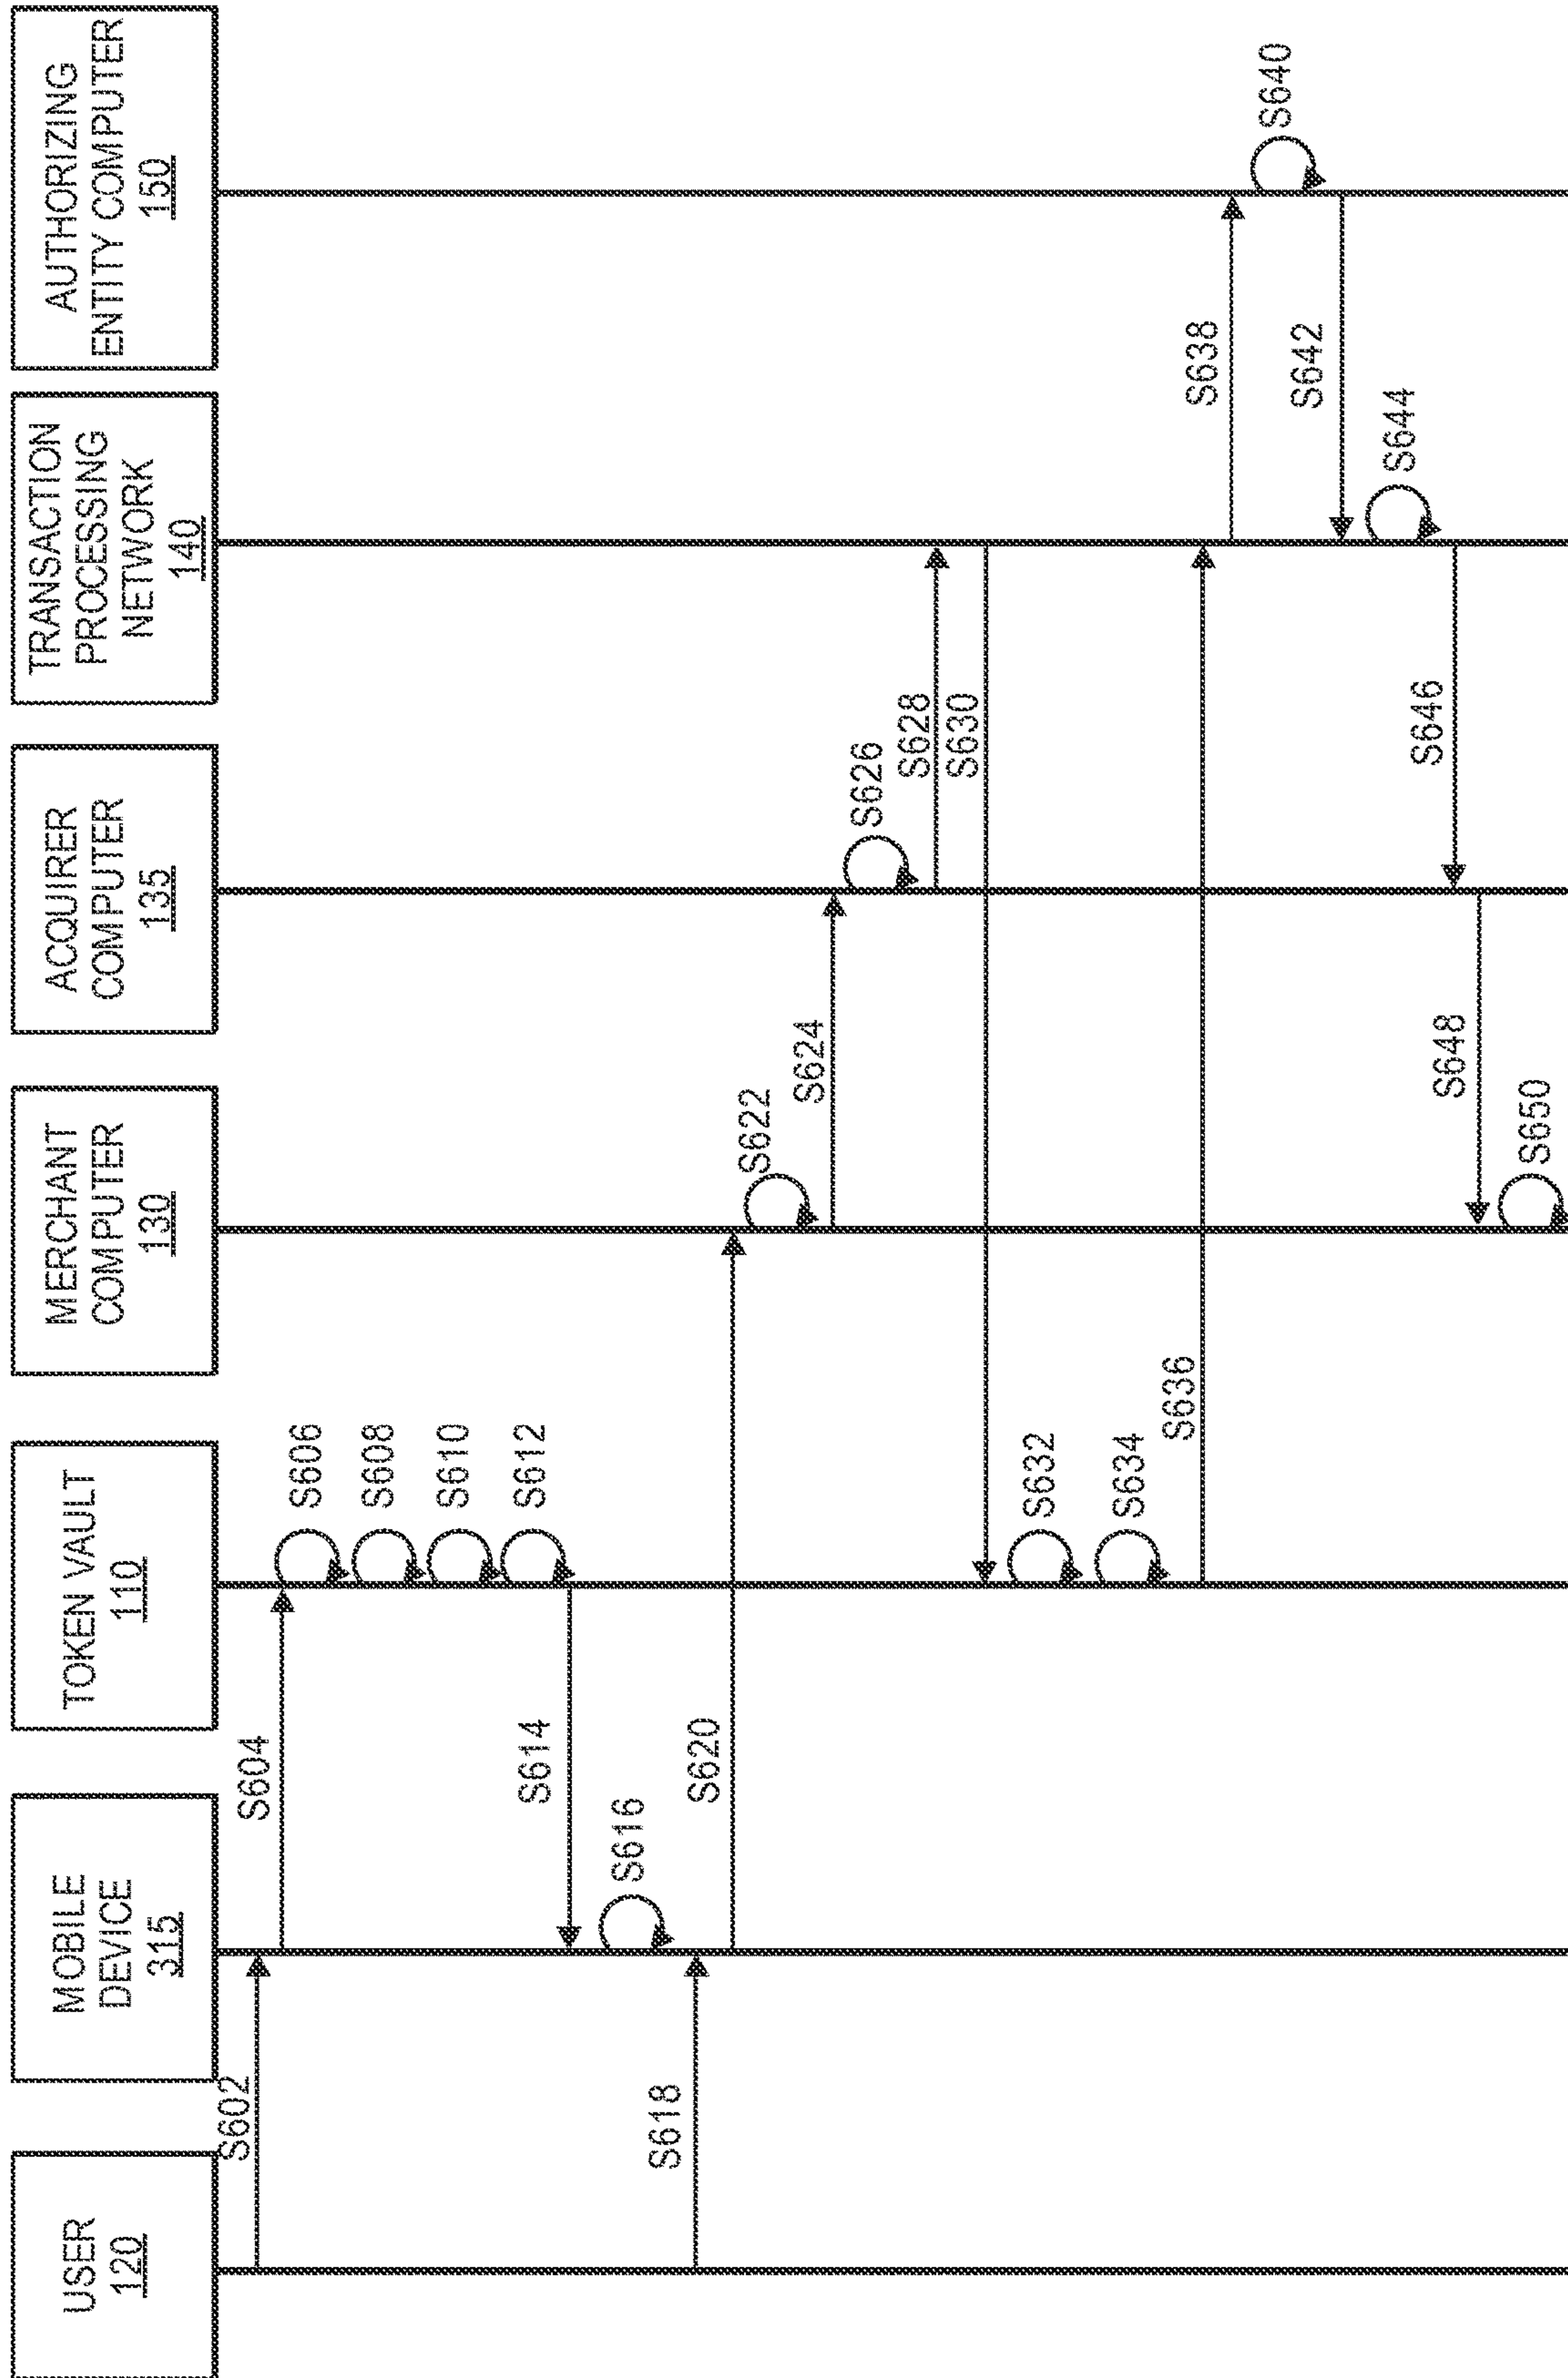 USER
120
MOBILE
DEVICE
315
TOKEN VAULT
110
MERCHANT
COMPUTER
130
ACQUIRER
COMPUTER
135
TRANSACTION
PROCESSING
NETWORK
140
AUTHORIZING
ENTITY COMPUTER
150
S602
S604
S606
S608
S610
S612
S614
S616
S618
S620
S622
S624
S626
S628
S630
S632
S634
S636
S638
S640
S642
S644
S646
S648
S650